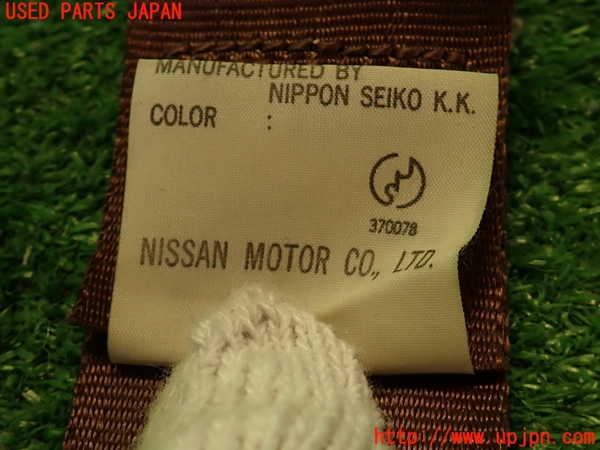 USED PARTS JAPAN
MANUFACTURED BY
NIPPON SEIKO K.K.
COLOR :
370078
NISSAN MOTOR CO., LTD.
http://www.upjpn.com/